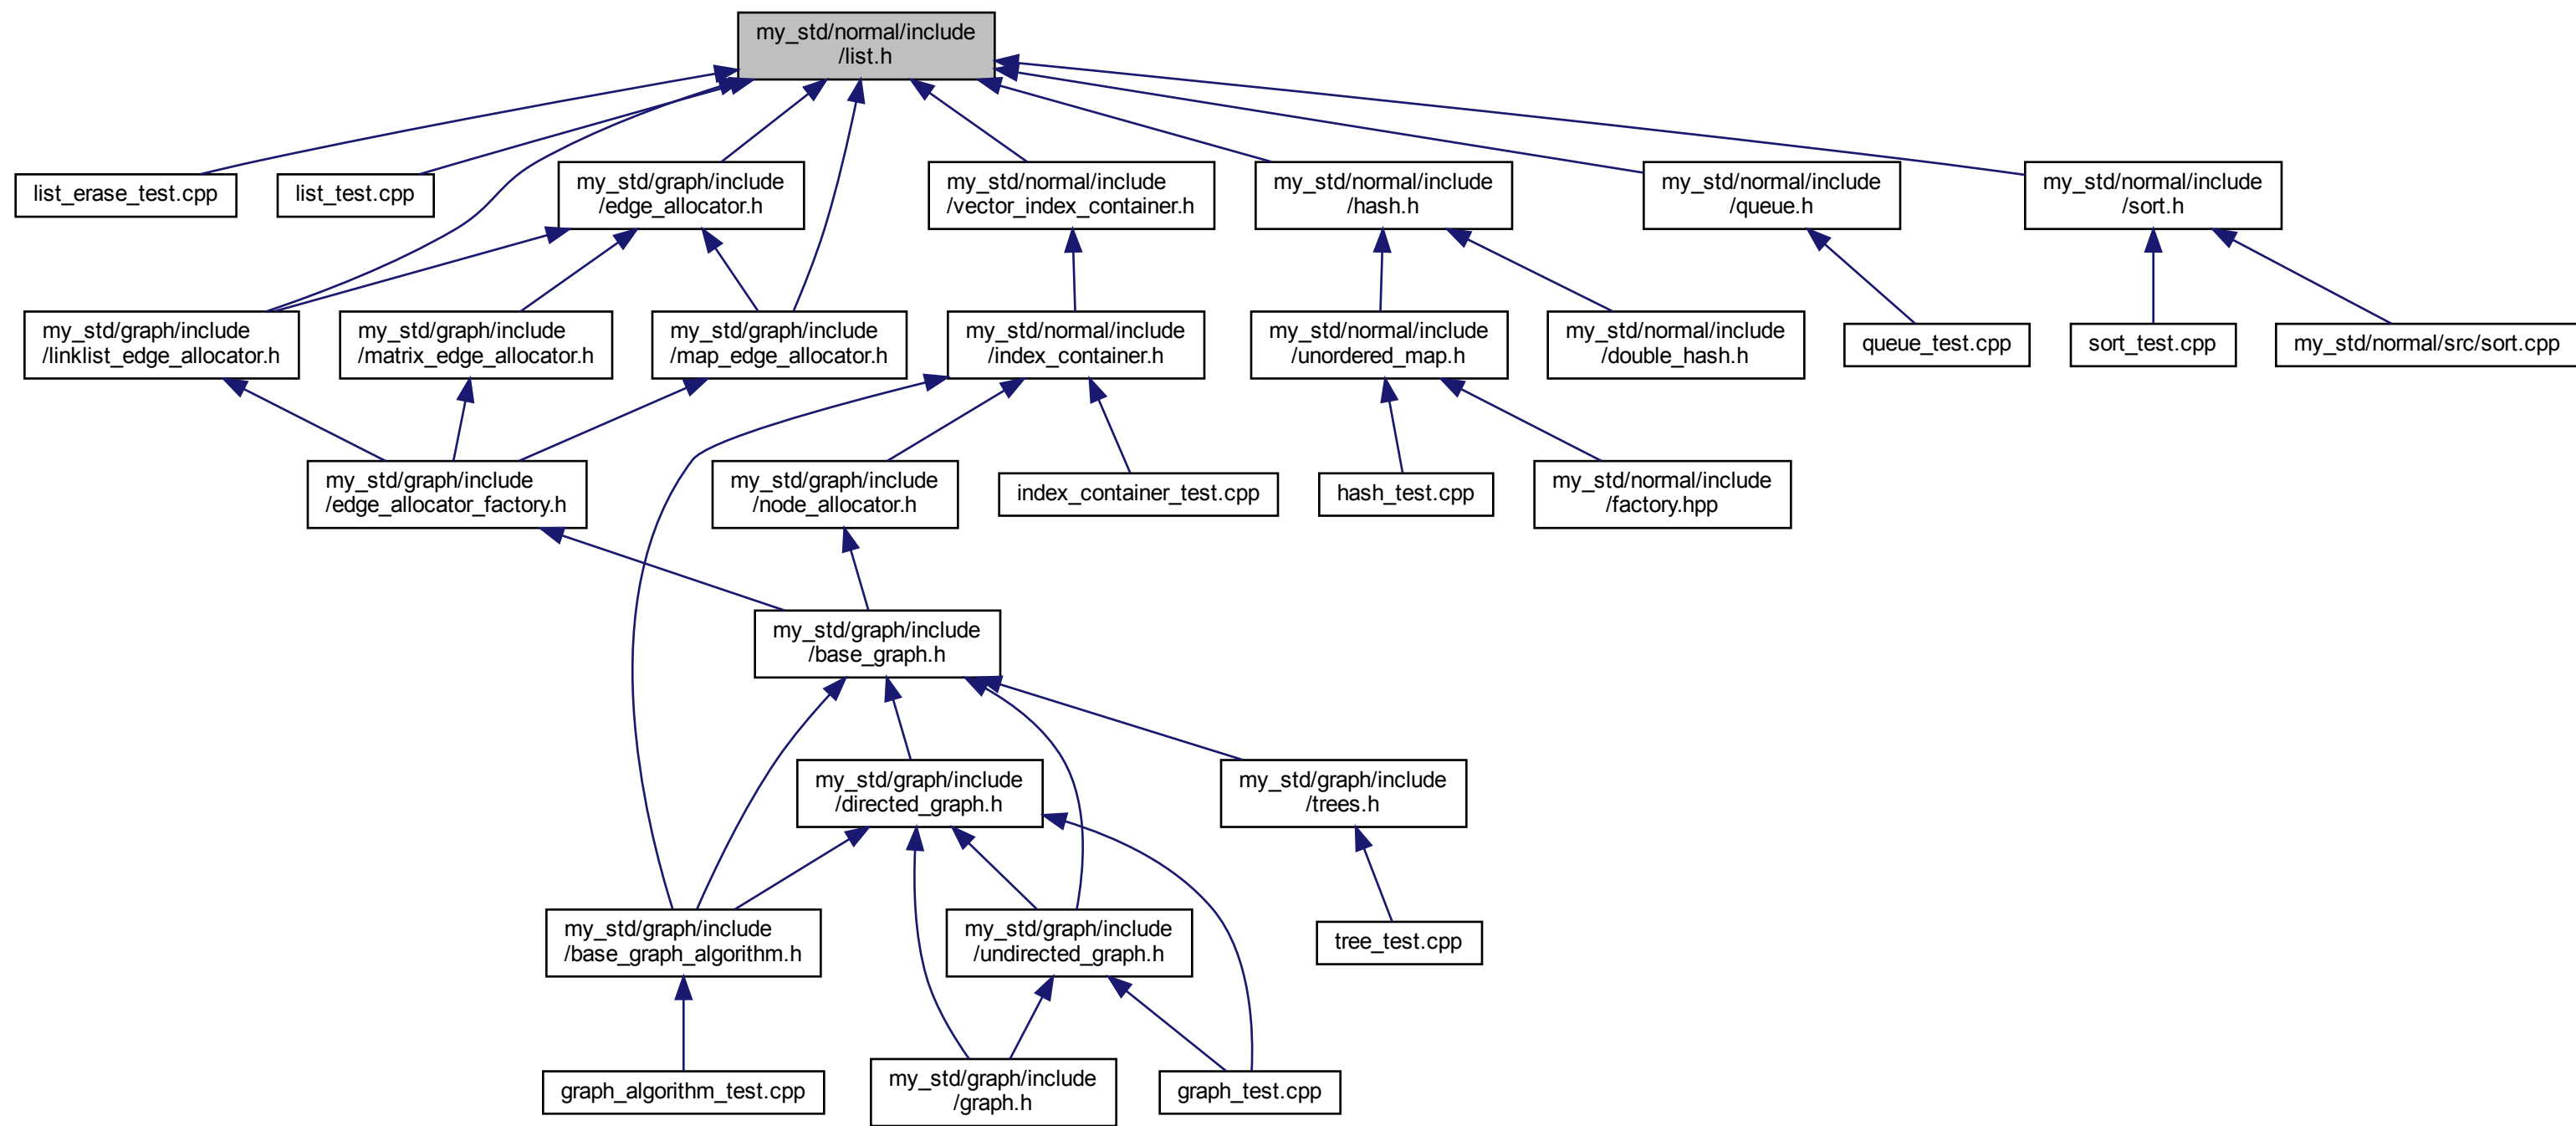 my_std/normal/include
/list.h
list_erase_test.cpp
list_test.cpp
my_std/graph/include
/edge_allocator.h
my_std/normal/include
/vector_index_container.h
my_std/normal/include
/hash.h
my_std/normal/include
/queue.h
my_std/normal/include
/sort.h
my_std/graph/include
/linklist_edge_allocator.h
my_std/graph/include
/matrix_edge_allocator.h
my_std/graph/include
/map_edge_allocator.h
my_std/normal/include
/index_container.h
my_std/normal/include
/unordered_map.h
my_std/normal/include
/double_hash.h
queue_test.cpp
sort_test.cpp
my_std/normal/src/sort.cpp
my_std/graph/include
/edge_allocator_factory.h
my_std/graph/include
/node_allocator.h
index_container_test.cpp
hash_test.cpp
my_std/normal/include
/factory.hpp
my_std/graph/include
/base_graph.h
my_std/graph/include
/directed_graph.h
my_std/graph/include
/trees.h
my_std/graph/include
/base_graph_algorithm.h
my_std/graph/include
/undirected_graph.h
tree_test.cpp
graph_algorithm_test.cpp
my_std/graph/include
/graph.h
graph_test.cpp